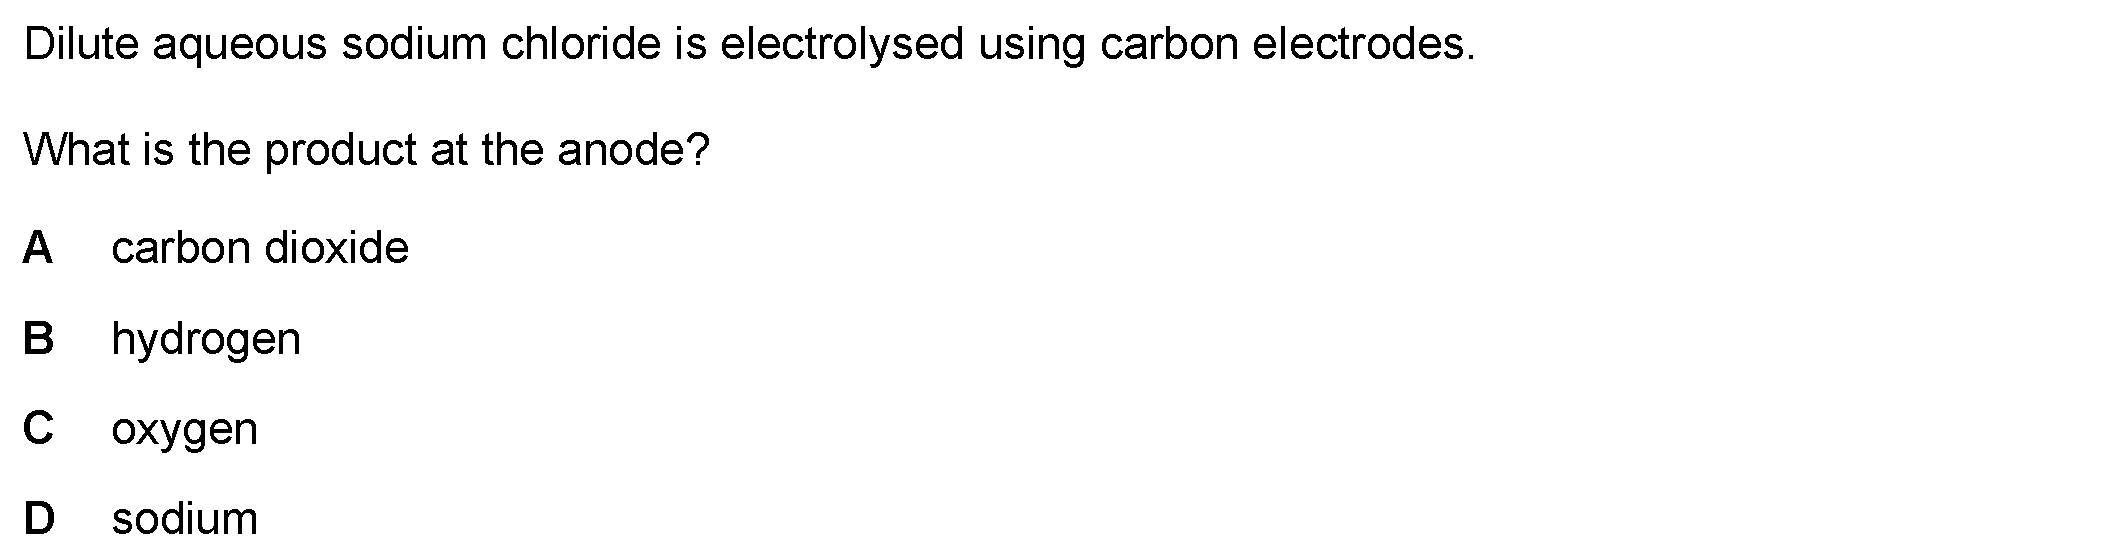 Dilute aqueous sodium chloride is electrolysed using carbon electrodes.
What is the product at the anode?
A carbon dioxide
B hydrogen
C oxygen
D sodium